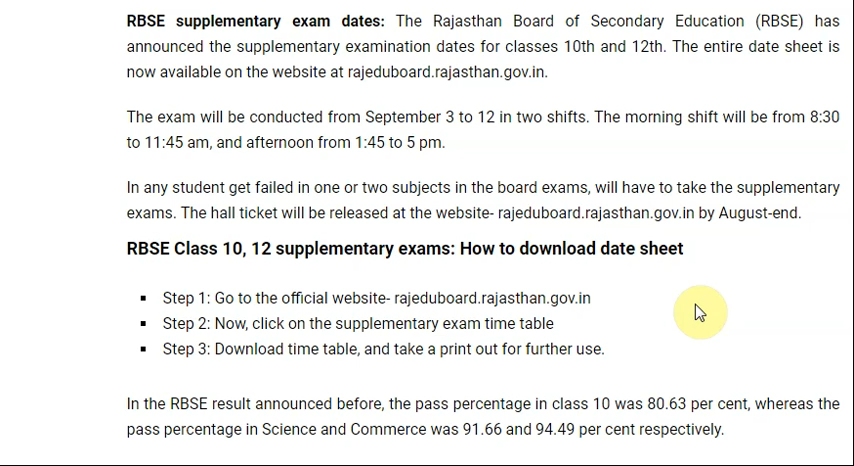 RBSE supplementary exam dates: The Rajasthan Board of Secondary Education (RBSE) has
announced the supplementary examination dates for classes 10th and 12th. The entire date sheet is
now available on the website at rajeduboard.rajasthan.gov.in.
The exam will be conducted from September 3 to 12 in two shifts. The morning shift will be from 8:30
to 11:45 am, and afternoon from 1:45 to 5 pm.
In any student get failed in one or two subjects in the board exams, will have to take the supplementary
exams. The hall ticket will be released at the website- rajeduboard.rajasthan.gov.in by August-end.
RBSE Class 10, 12 supplementary exams: How to download date sheet
▪ Step 1: Go to the official website- rajeduboard.rajasthan.gov.in
▪ Step 2: Now, click on the supplementary exam time table
▪ Step 3: Download time table, and take a print out for further use.
In the RBSE result announced before, the pass percentage in class 10 was 80.63 per cent, whereas the
pass percentage in Science and Commerce was 91.66 and 94.49 per cent respectively.